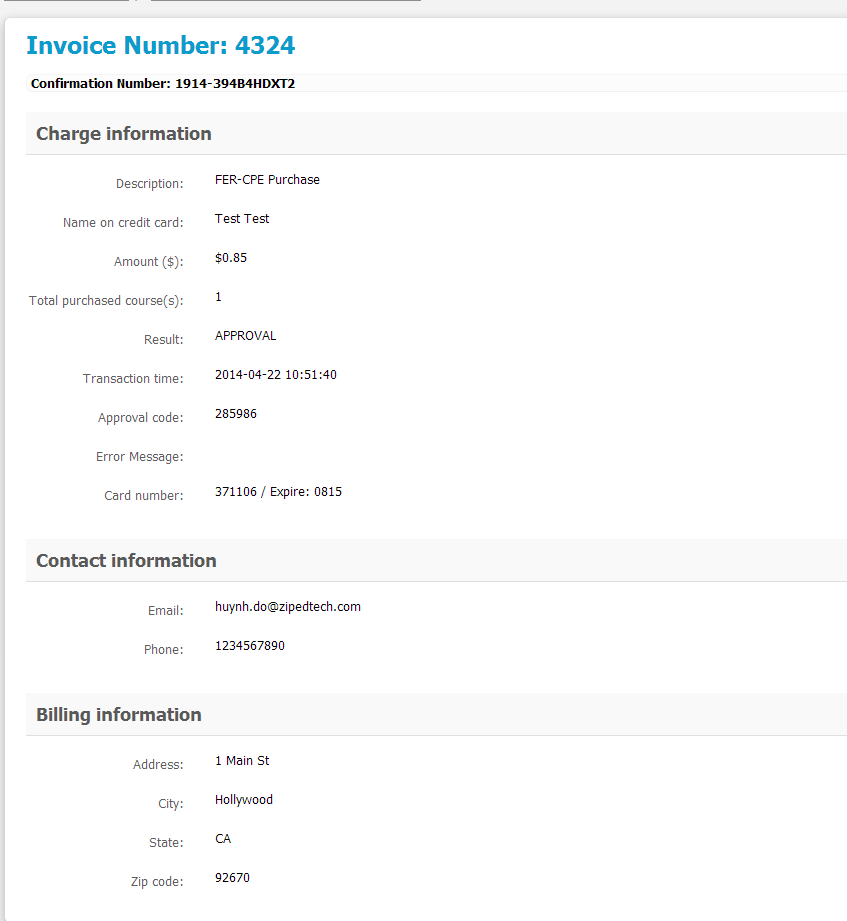 Invoice Number: 4324
Confirmation Number: 1914-394B4HDXT2
Charge information
Description: FER-CPE Purchase
Name on credit card: Test Test
Amount ($): $0.85
Total purchased course(s): 1
Result: APPROVAL
Transaction time: 2014-04-22 10:51:40
Approval code: 285986
Error Message:
Card number: 371106 / Expire: 0815
Contact information
Email: huynh.do@zipedtech.com
Phone: 1234567890
Billing information
Address: 1 Main St
City: Hollywood
State: CA
Zip code: 92670